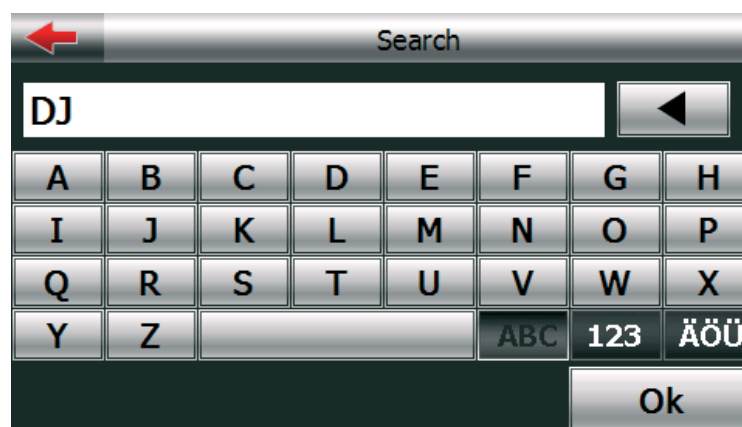 Search
DJ
A B C D E F G H
I J K L M N O P
Q R S T U V W X
Y Z ABC 123 ÄÖÜ
Ok